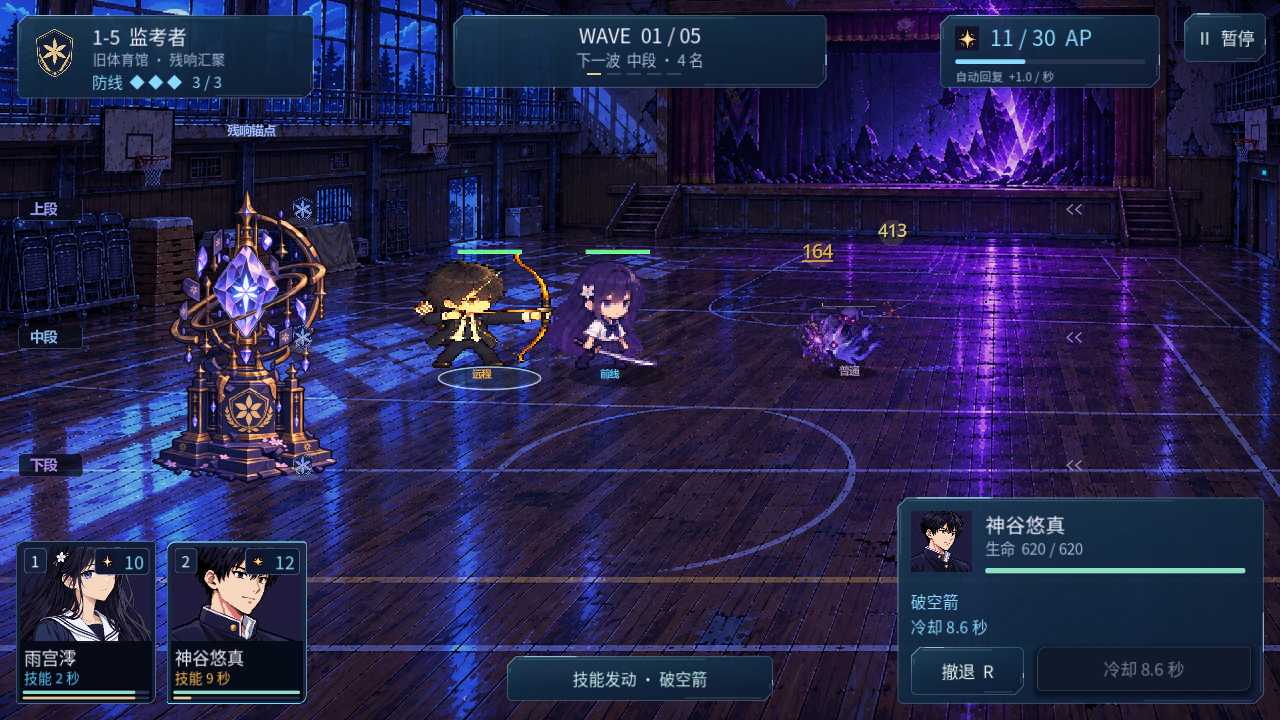 1-5 监考者
旧体育馆 · 残响汇聚
防线 3 / 3
WAVE 01 / 05
下一波 中段 · 4 名
11 / 30 AP
自动回复 +1.0 / 秒
II 暂停
残响锚点
上段
中段
下段
413
164
远程
前线
普通
1
10
雨宫澪
技能 2 秒
2
12
神谷悠真
技能 9 秒
技能发动 · 破空箭
神谷悠真
生命 620 / 620
破空箭
冷却 8.6 秒
撤退 R
冷却 8.6 秒